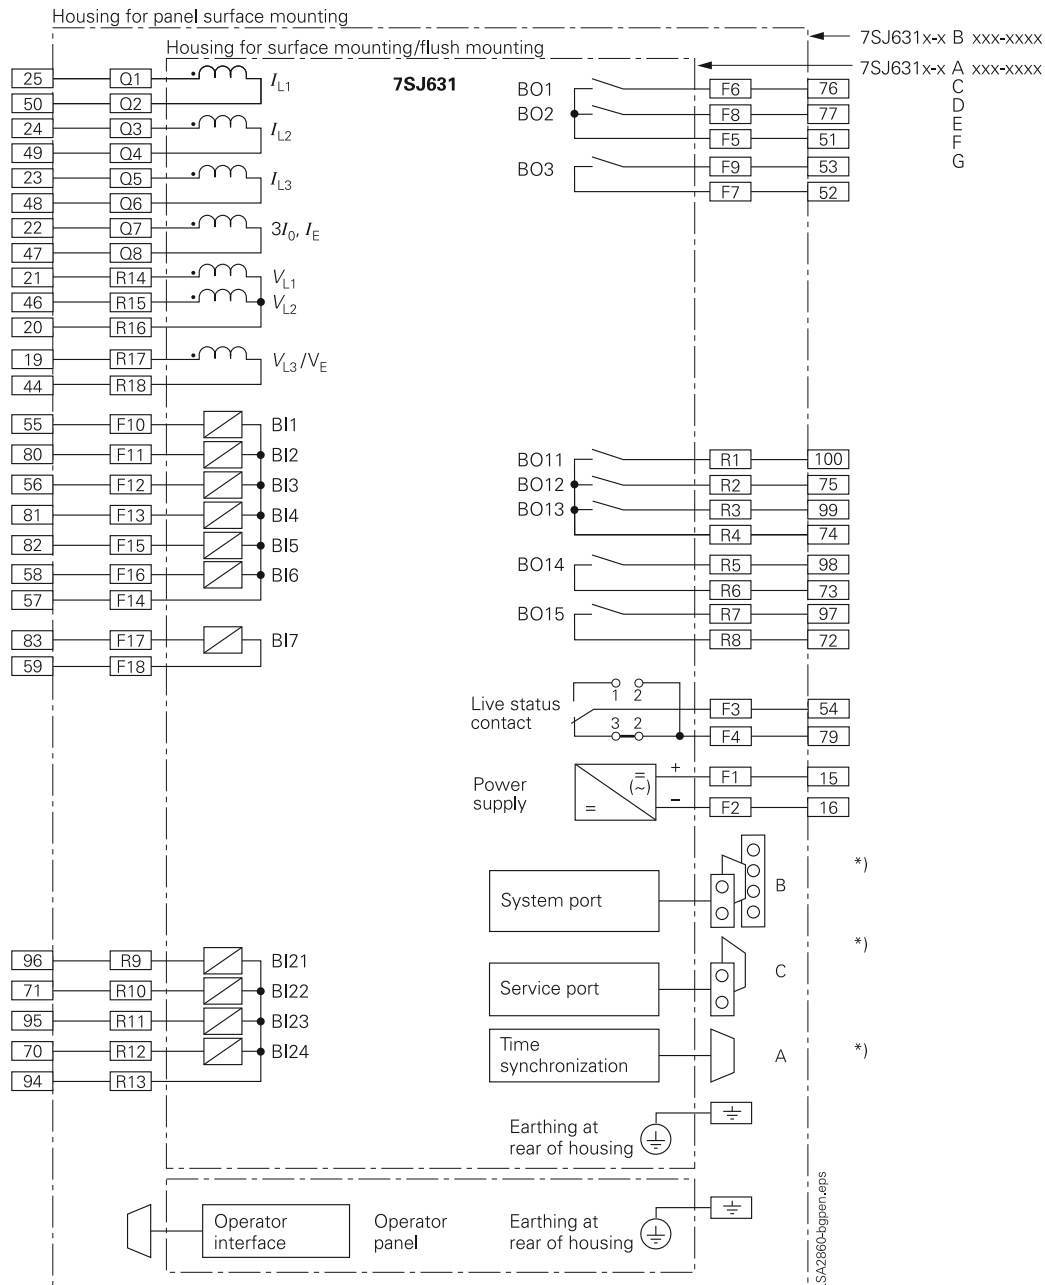 Housing for panel surface mounting
7SJ631x-x B xxx-xxxx
Housing for surface mounting/flush mounting
7SJ631x-x A xxx-xxxx
C
D
E
F
G
7SJ631
25 Q1 IL1
50 Q2
24 Q3 IL2
49 Q4
23 Q5 IL3
48 Q6
22 Q7 3I0, IE
47 Q8
21 R14 VL1
46 R15 VL2
20 R16
19 R17 VL3/VE
44 R18
55 F10 BI1
80 F11 BI2
56 F12 BI3
81 F13 BI4
82 F15 BI5
58 F16 BI6
57 F14
83 F17 BI7
59 F18
96 R9 BI21
71 R10 BI22
95 R11 BI23
70 R12 BI24
94 R13
BO1 F6 76
BO2 F8 77
F5 51
BO3 F9 53
F7 52
BO11 R1 100
BO12 R2 75
BO13 R3 99
R4 74
BO14 R5 98
R6 73
BO15 R7 97
R8 72
Live status
contact
1 2
3 2
F3 54
F4 79
Power
supply
= (~)
=
+ F1 15
− F2 16
System port B *)
Service port C *)
Time
synchronization A *)
Earthing at
rear of housing
Operator
interface
Operator
panel
Earthing at
rear of housing
LSA2860-bgpen.eps